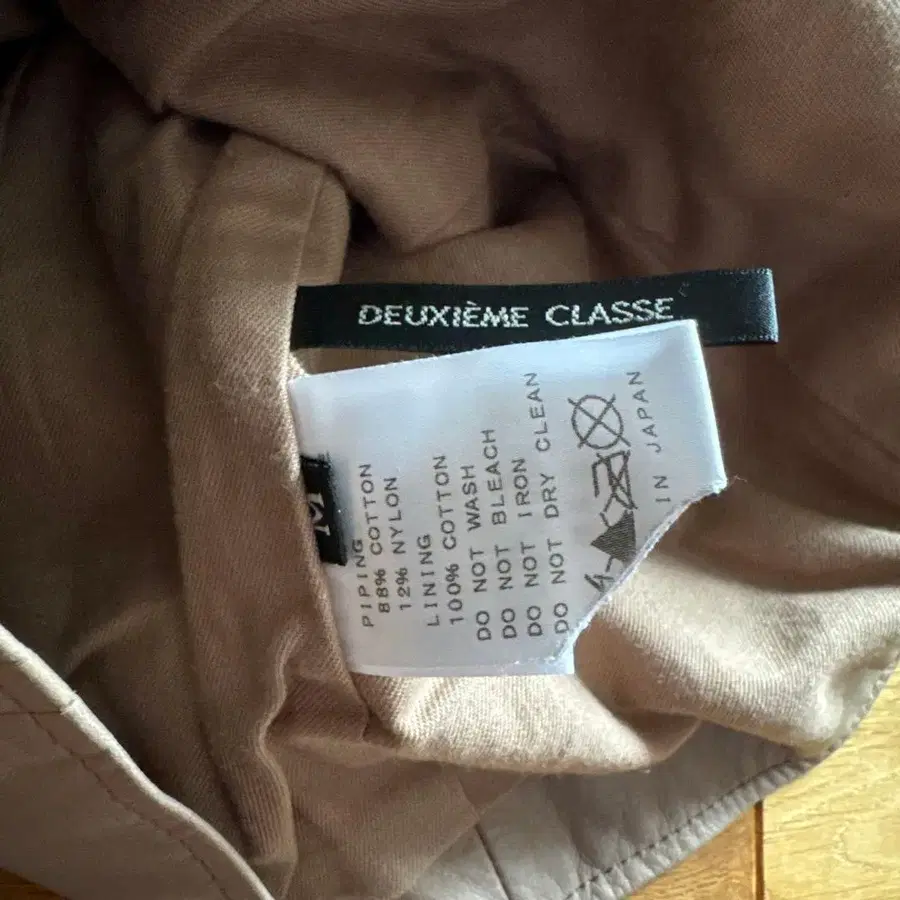 DEUXIÈME CLASSE
M
PIPING
88% COTTON
12% NYLON
LINING
100% COTTON
DO NOT WASH
DO NOT BLEACH
DO NOT IRON
DO NOT DRY CLEAN
IN JAPAN